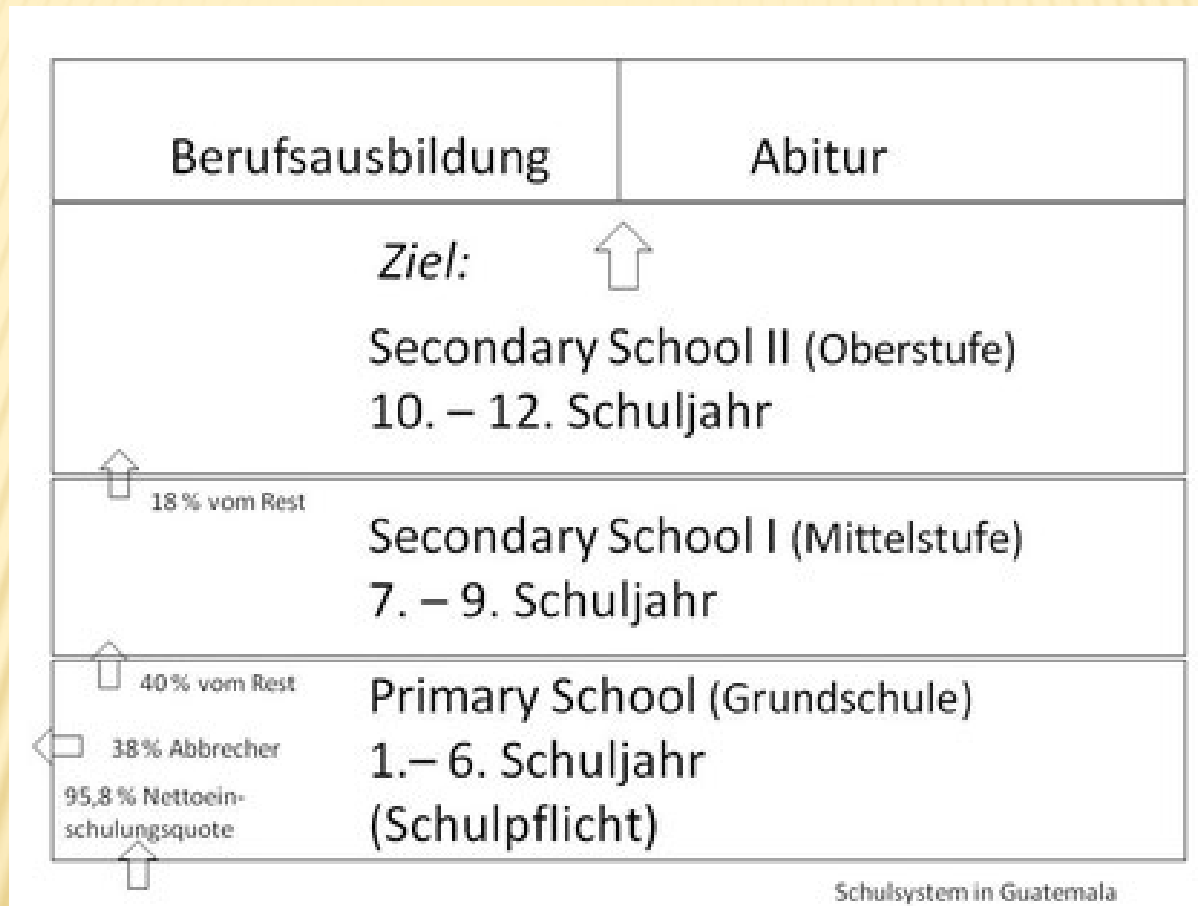 Berufsausbildung
Abitur
Ziel:
Secondary School II (Oberstufe)
10. – 12. Schuljahr
18 % vom Rest
Secondary School I (Mittelstufe)
7. – 9. Schuljahr
40 % vom Rest
Primary School (Grundschule)
38 % Abbrecher
1.– 6. Schuljahr
95,8 % Nettoein-
schulungsquote
(Schulpflicht)
Schulsystem in Guatemala